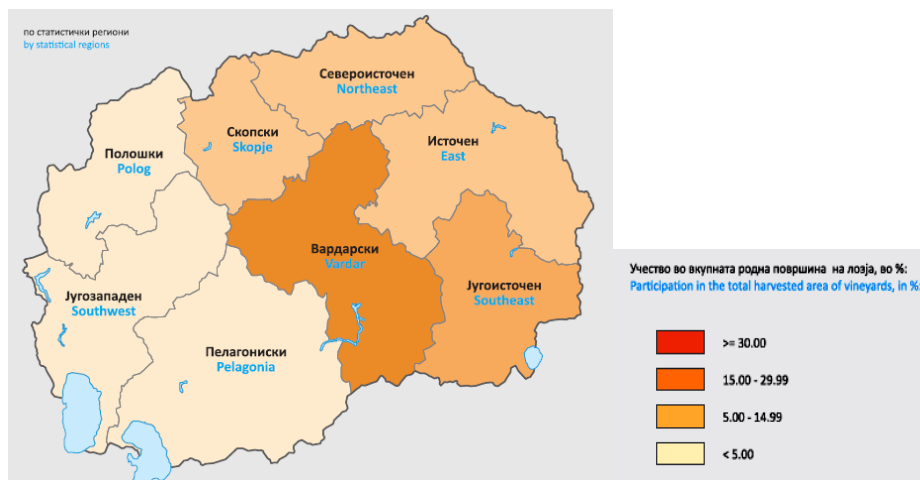 по статистички региони
by statistical regions
Североисточен
Northeast
Скопски
Skopje
Источен
East
Полошки
Polog
Вардарски
Vardar
Југоисточен
Southeast
Југозападен
Southwest
Пелагониски
Pelagonia
Учество во вкупната родна површина на лозја, во %:
Participation in the total harvested area of vineyards, in %:
>= 30.00
15.00 - 29.99
5.00 - 14.99
< 5.00